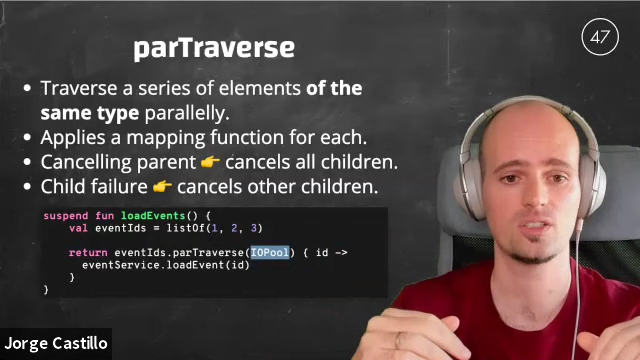 parTraverse
47
• Traverse a series of elements of the
same type parallelly.
• Applies a mapping function for each.
• Cancelling parent 👉 cancels all children.
• Child failure 👉 cancels other children.
suspend fun loadEvents() {
val eventIds = listOf(1, 2, 3)
return eventIds.parTraverse(IOPool) { id ->
eventService.loadEvent(id)
}
}
Jorge Castillo